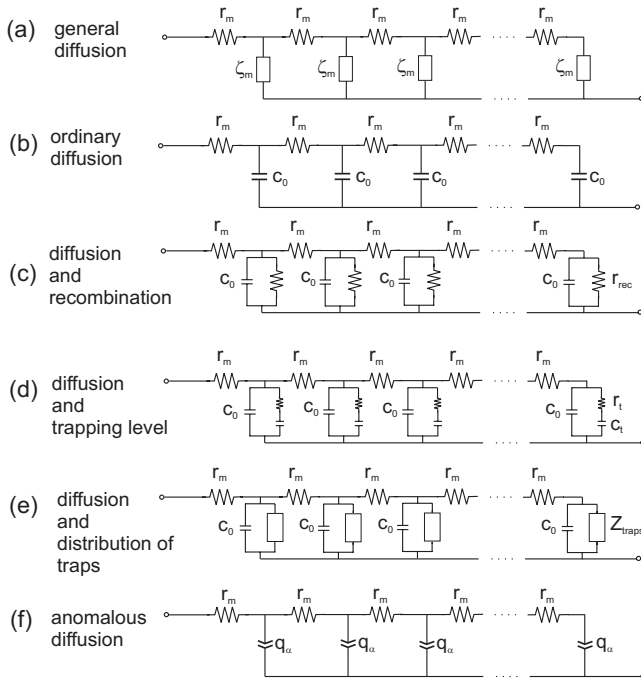 (a) general diffusion
r_m r_m r_m r_m r_m
ζ_m ζ_m ζ_m ζ_m
(b) ordinary diffusion
r_m r_m r_m r_m r_m
c_0 c_0 c_0 c_0
(c) diffusion and recombination
r_m r_m r_m r_m r_m
c_0 c_0 c_0 c_0 r_rec
(d) diffusion and trapping level
r_m r_m r_m r_m r_m
c_0 c_0 c_0 c_0 r_t
c_t
(e) diffusion and distribution of traps
r_m r_m r_m r_m r_m
c_0 c_0 c_0 c_0 Z_traps
(f) anomalous diffusion
r_m r_m r_m r_m r_m
q_α q_α q_α q_α